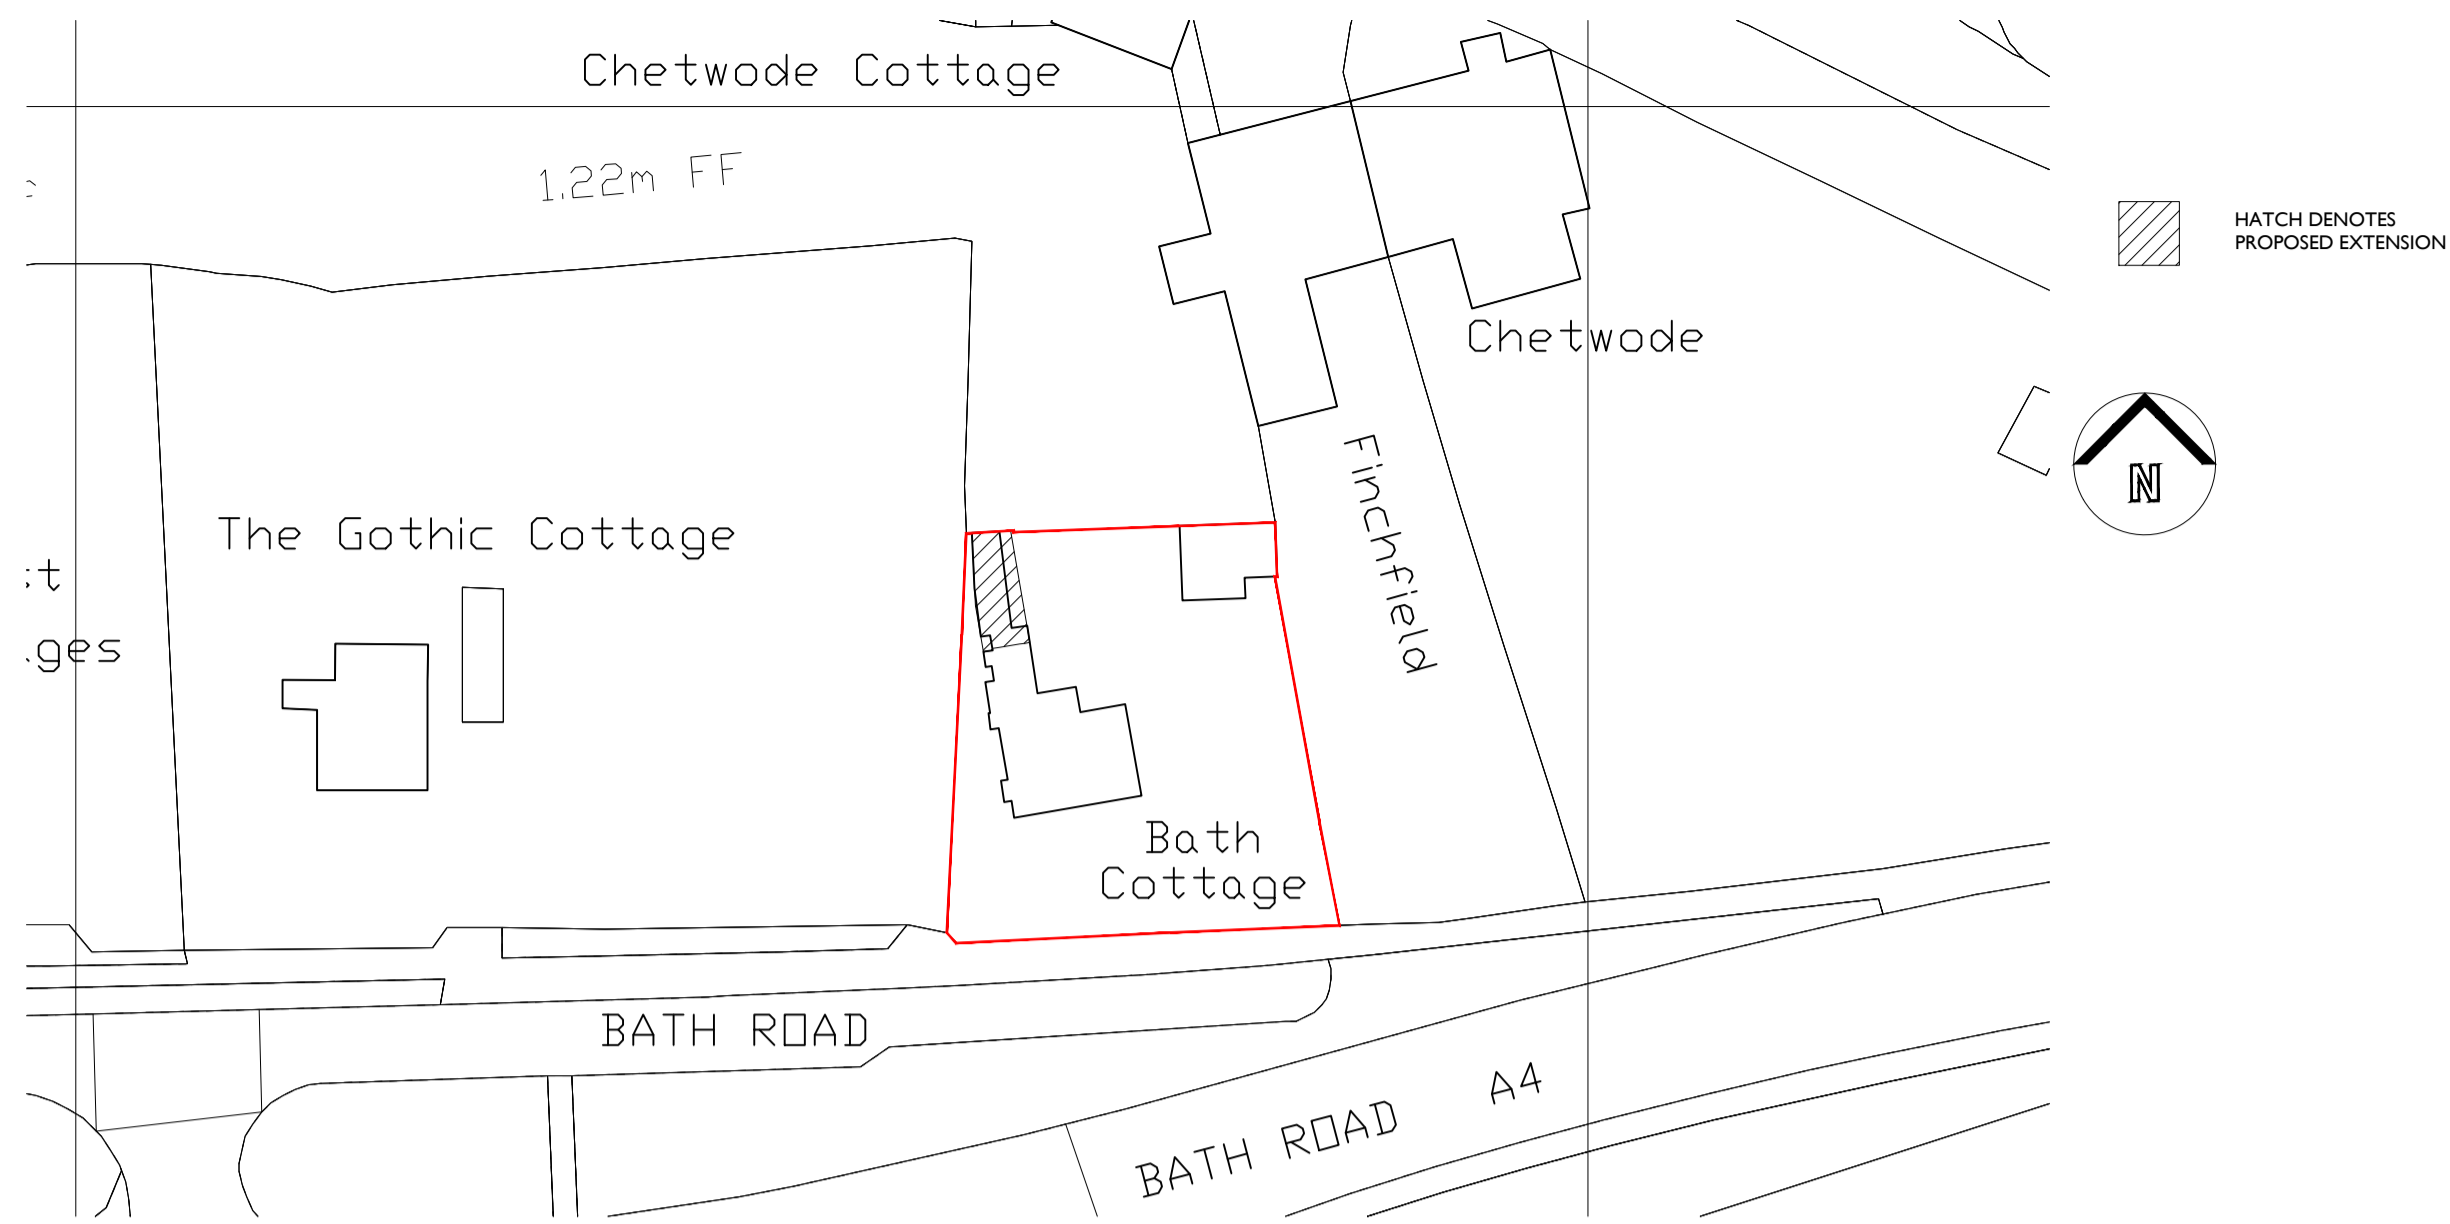 Chetwode Cottage
1.22m FF
HATCH DENOTES
PROPOSED EXTENSION
Chetwode
N
Finchfield
The Gothic Cottage
Bath
Cottage
BATH ROAD
BATH ROAD A4